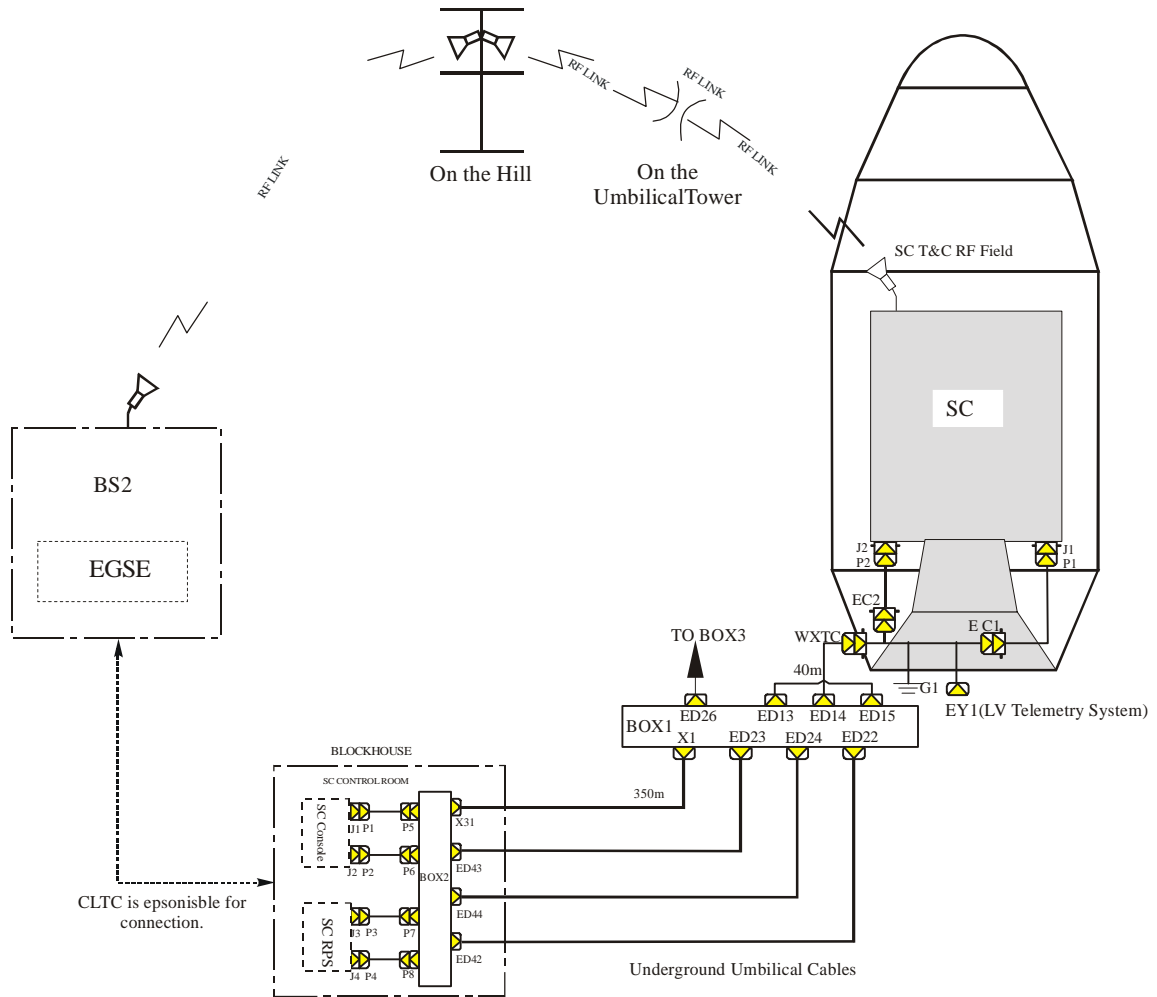 RF LINK
RF LINK
RF LINK
RF LINK
On the Hill
On the
UmbilicalTower
SC T&C RF Field
SC
BS2
EGSE
J2
P2
J1
P1
EC2
E C1
WXTC
TO BOX3
40m
G1
EY1(LV Telemetry System)
ED26
ED13
ED14
ED15
BOX1
X1
ED23
ED24
ED22
BLOCKHOUSE
SC CONTROL ROOM
350m
SC Console
J1 P1
P5
X31
J2 P2
P6
BOX2
ED43
ED44
SC RPS
J3 P3
P7
ED42
J4 P4
P8
CLTC is eponisble for
connection.
Underground Umbilical Cables